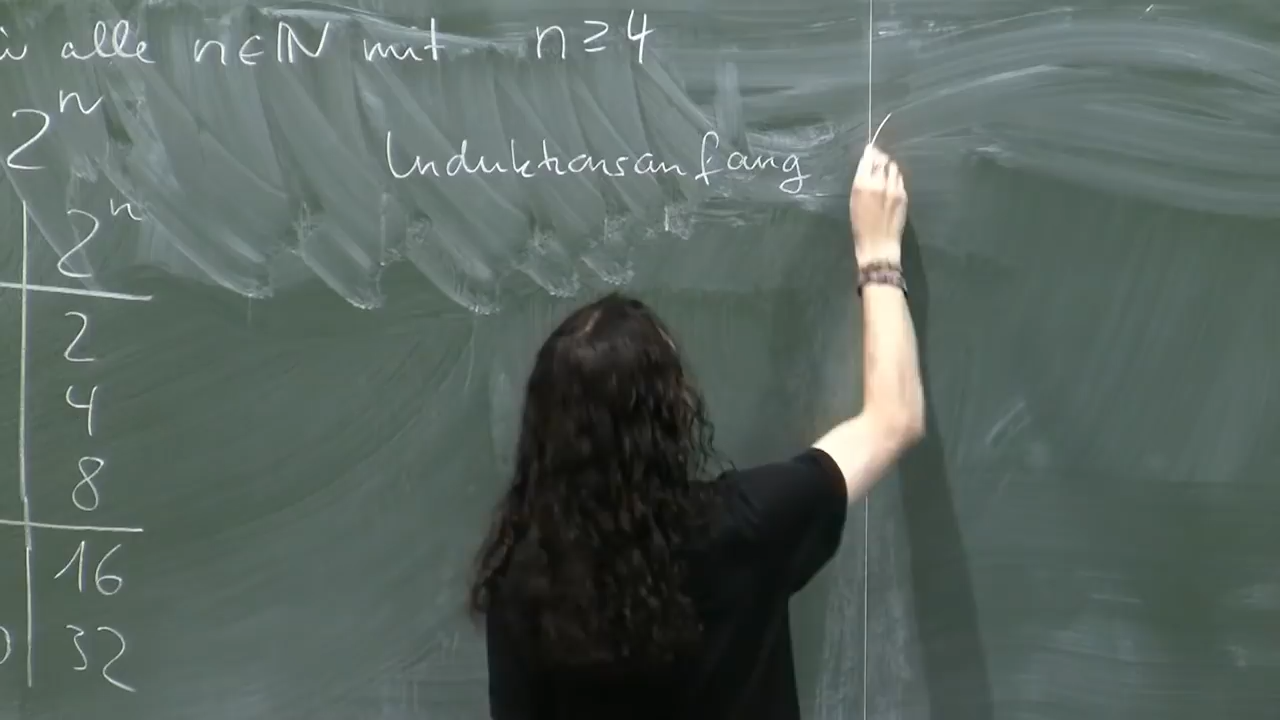 alle n∈ℕ mit n ≥ 4
2ⁿ
Induktionsanfang
2ⁿ
2
4
8
16
32